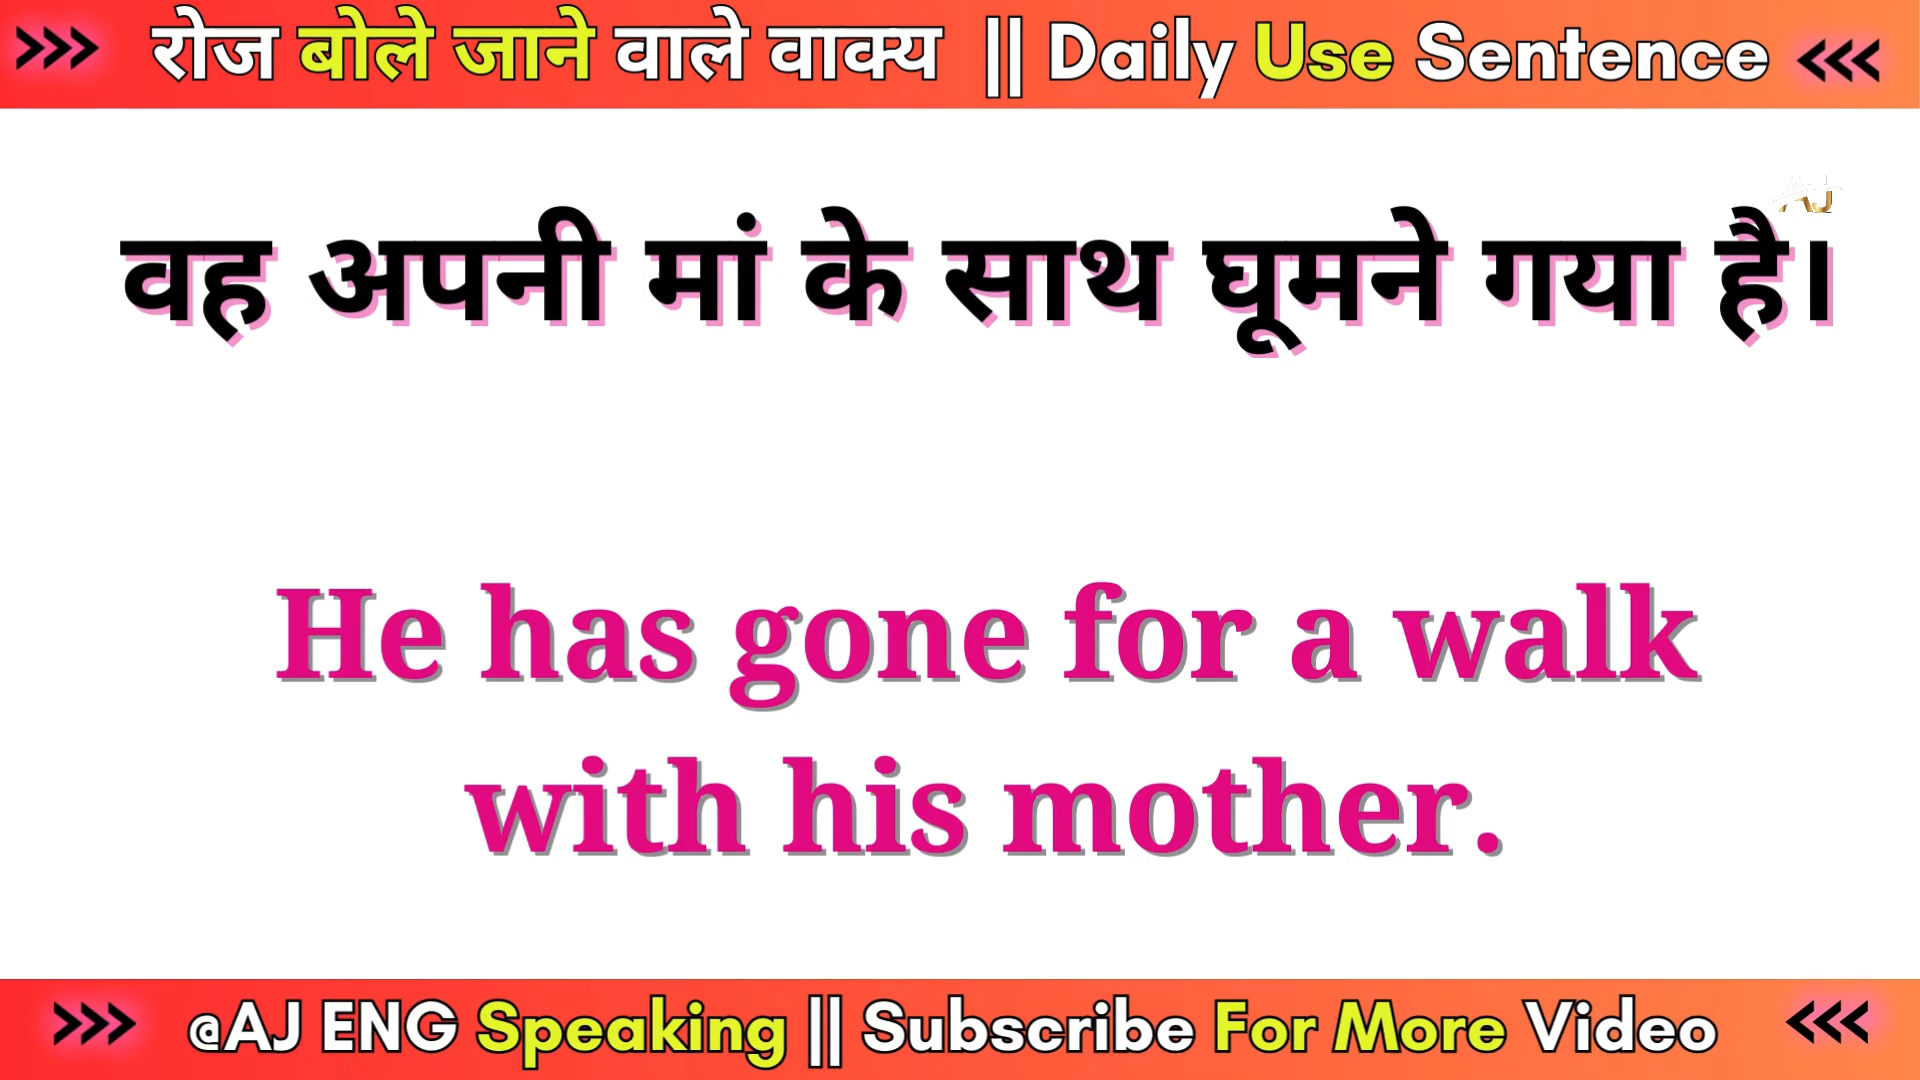 >>> रोज बोले जाने वाले वाक्य || Daily Use Sentence <<<
AJ
वह अपनी मां के साथ घूमने गया है।
He has gone for a walk
with his mother.
>>> @AJ ENG Speaking || Subscribe For More Video <<<